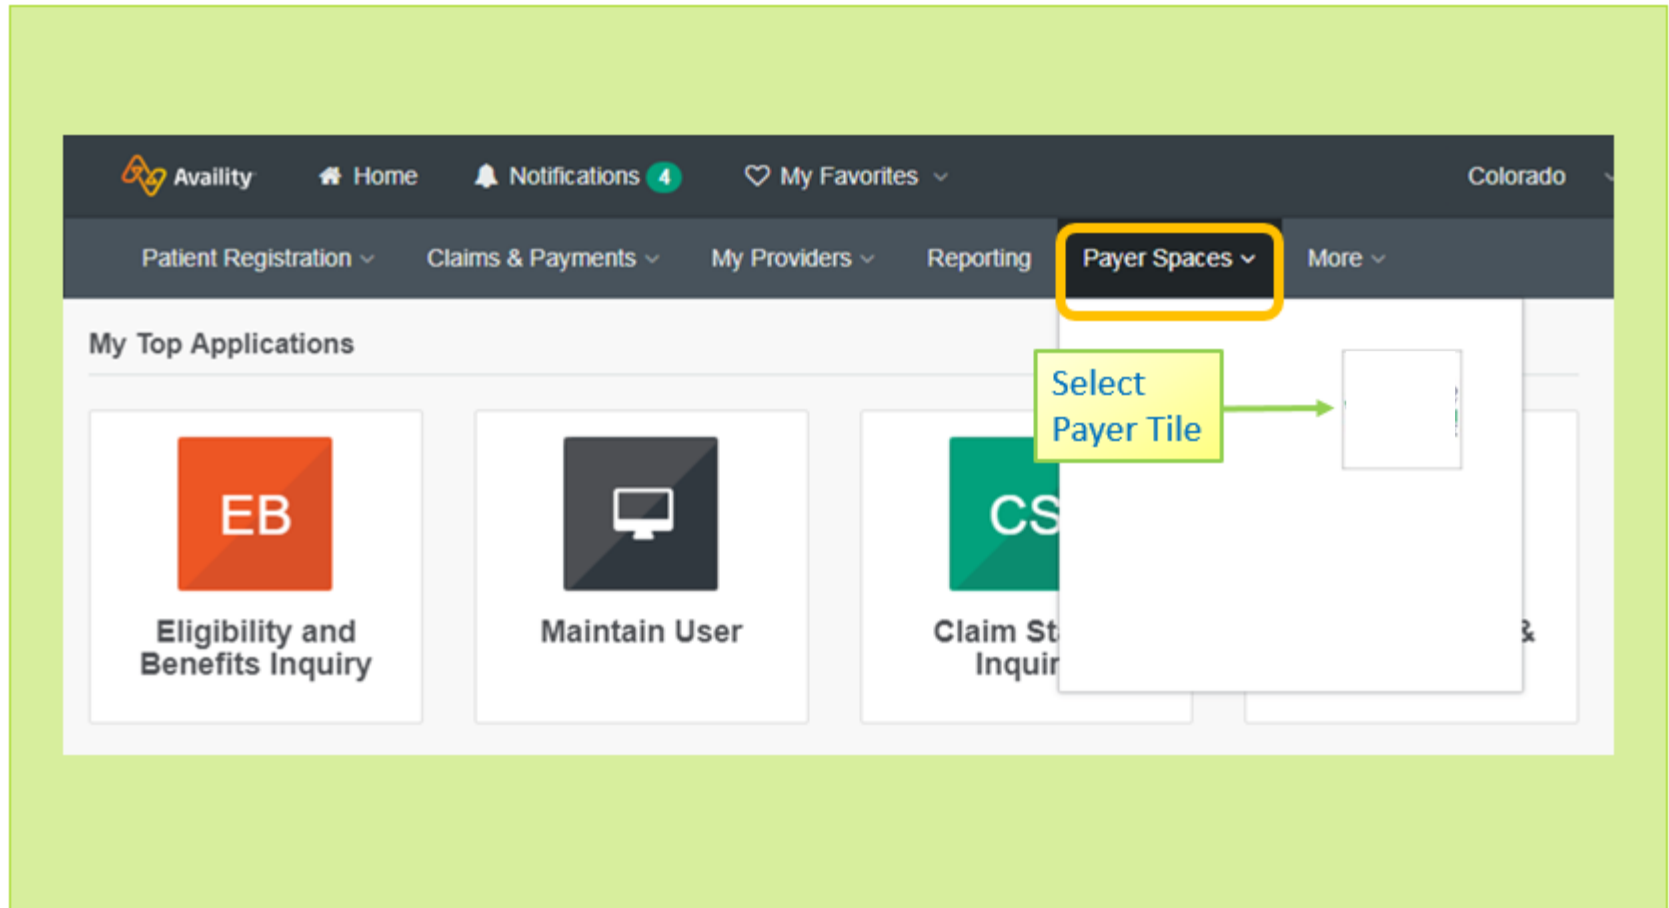 Availity Home Notifications 4 My Favorites Colorado
Patient Registration Claims & Payments My Providers Reporting Payer Spaces More
My Top Applications
Select
Payer Tile
EB
CS
Eligibility and
Benefits Inquiry
Maintain User
Claim
&